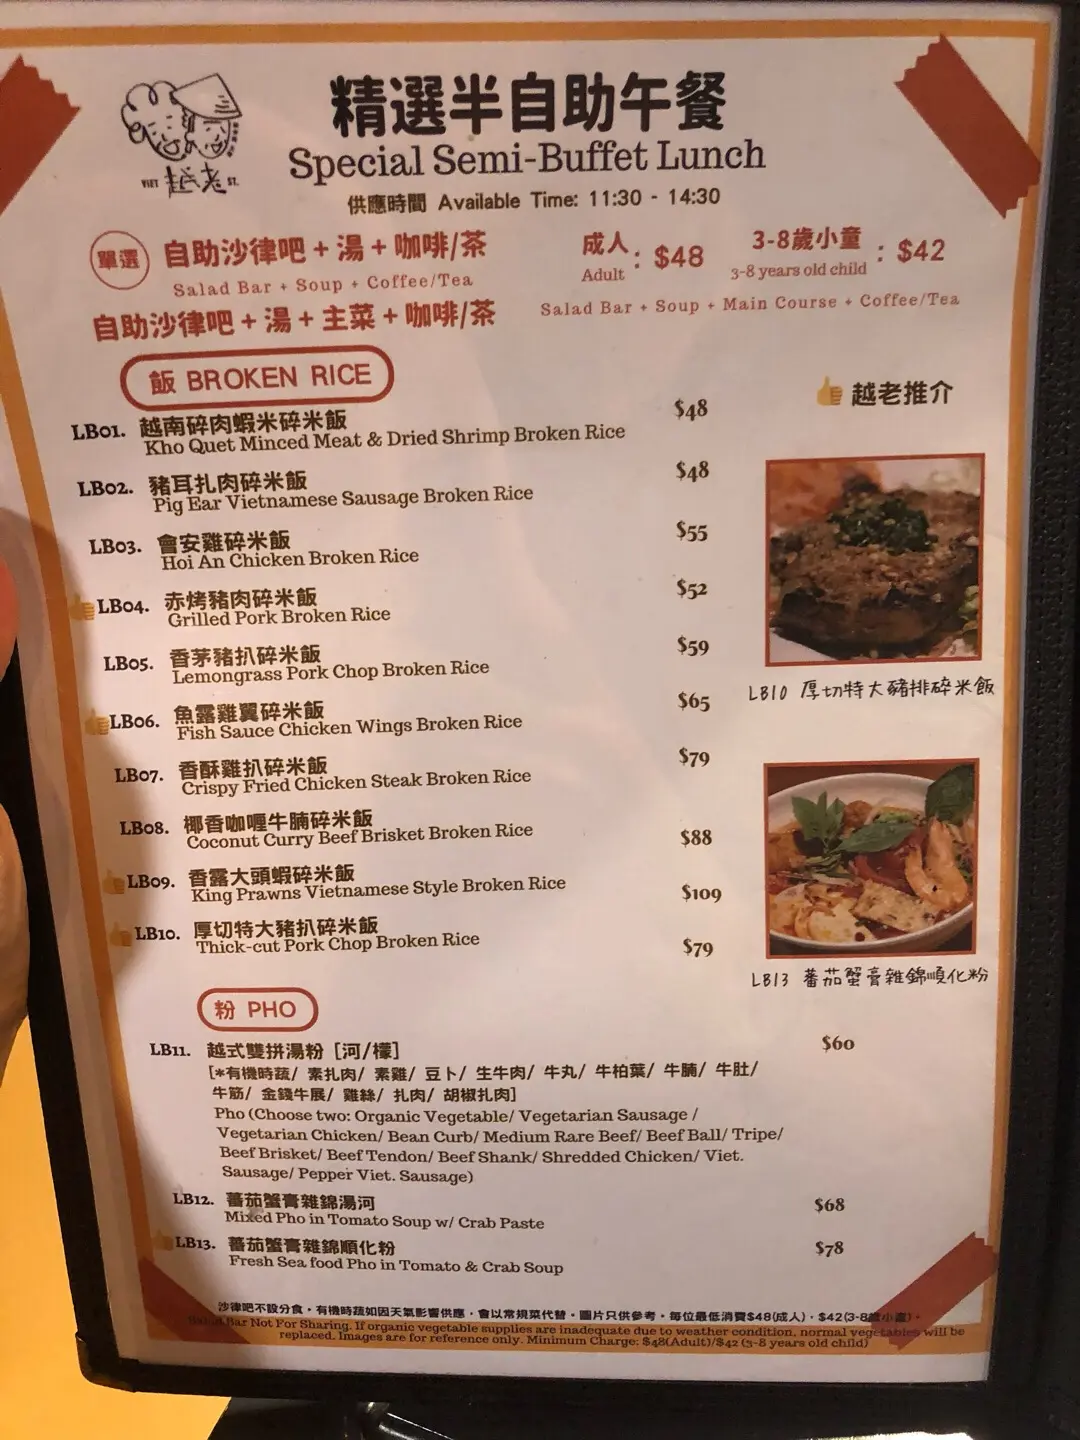 精選半自助午餐
Special Semi-Buffet Lunch
VIET 越老 ST.
供應時間 Available Time: 11:30 - 14:30
單選 自助沙律吧 + 湯 + 咖啡/茶
Salad Bar + Soup + Coffee/Tea
成人 : $48 3-8歲小童 : $42
Adult 3-8 years old child
自助沙律吧 + 湯 + 主菜 + 咖啡/茶
Salad Bar + Soup + Main Course + Coffee/Tea
飯 BROKEN RICE
越老推介
LB01. 越南碎肉蝦米碎米飯 $48
Kho Quet Minced Meat & Dried Shrimp Broken Rice
LB02. 豬耳扎肉碎米飯 $48
Pig Ear Vietnamese Sausage Broken Rice
LB03. 會安雞碎米飯 $55
Hoi An Chicken Broken Rice
LB04. 赤烤豬肉碎米飯 $52
Grilled Pork Broken Rice
LB05. 香茅豬扒碎米飯 $59
Lemongrass Pork Chop Broken Rice
LB06. 魚露雞翼碎米飯 $65
Fish Sauce Chicken Wings Broken Rice
LB07. 香酥雞扒碎米飯 $79
Crispy Fried Chicken Steak Broken Rice
LB08. 椰香咖喱牛腩碎米飯 $88
Coconut Curry Beef Brisket Broken Rice
LB09. 香露大頭蝦碎米飯 $109
King Prawns Vietnamese Style Broken Rice
LB10. 厚切特大豬扒碎米飯 $79
Thick-cut Pork Chop Broken Rice
LB10 厚切特大豬排碎米飯
LB13 蕃茄蟹膏雜錦順化粉
粉 PHO
LB11. 越式雙拼湯粉 [河/檬] $60
[*有機時蔬/ 素扎肉/ 素雞/ 豆卜/ 生牛肉/ 牛丸/ 牛柏葉/ 牛腩/ 牛肚/
牛筋/ 金錢牛展/ 雞絲/ 扎肉/ 胡椒扎肉]
Pho (Choose two: Organic Vegetable/ Vegetarian Sausage /
Vegetarian Chicken/ Bean Curb/ Medium Rare Beef/ Beef Ball/ Tripe/
Beef Brisket/ Beef Tendon/ Beef Shank/ Shredded Chicken/ Viet.
Sausage/ Pepper Viet. Sausage)
LB12. 蕃茄蟹膏雜錦湯河 $68
Mixed Pho in Tomato Soup w/ Crab Paste
LB13. 蕃茄蟹膏雜錦順化粉 $78
Fresh Sea food Pho in Tomato & Crab Soup
沙律吧不設分食，有機時蔬如因天氣影響供應，會以常規菜代替。圖片只供參考。每位最低消費$48(成人)，$42(3-8歲小童)。
Salad Bar Not For Sharing. If organic vegetable supplies are inadequate due to weather condition, normal vegetables will be
replaced. Images are for reference only. Minimum Charge: $48(Adult)/$42 (3-8 years old child)